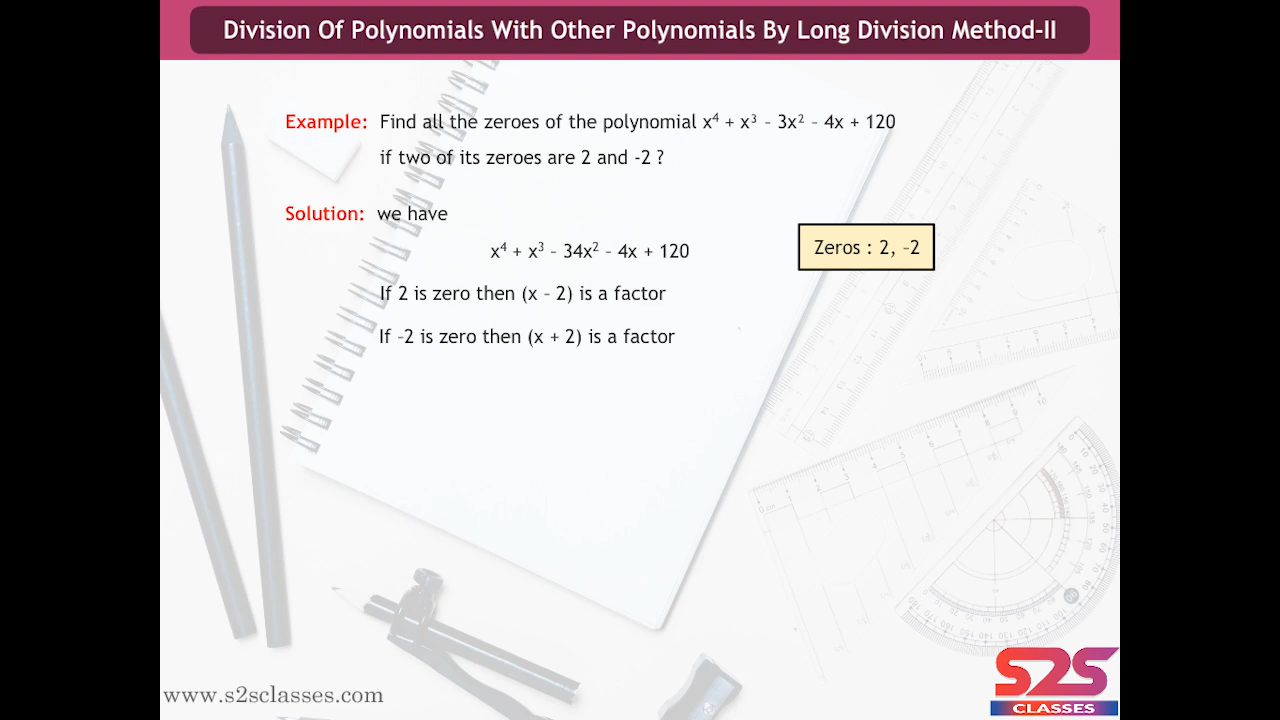 Division Of Polynomials With Other Polynomials By Long Division Method-II
Example: Find all the zeroes of the polynomial x⁴ + x³ – 3x² – 4x + 120
if two of its zeroes are 2 and -2 ?
Solution: we have
x⁴ + x³ – 34x² – 4x + 120
Zeros : 2, –2
If 2 is zero then (x – 2) is a factor
If –2 is zero then (x + 2) is a factor
www.s2sclasses.com
S2S
CLASSES